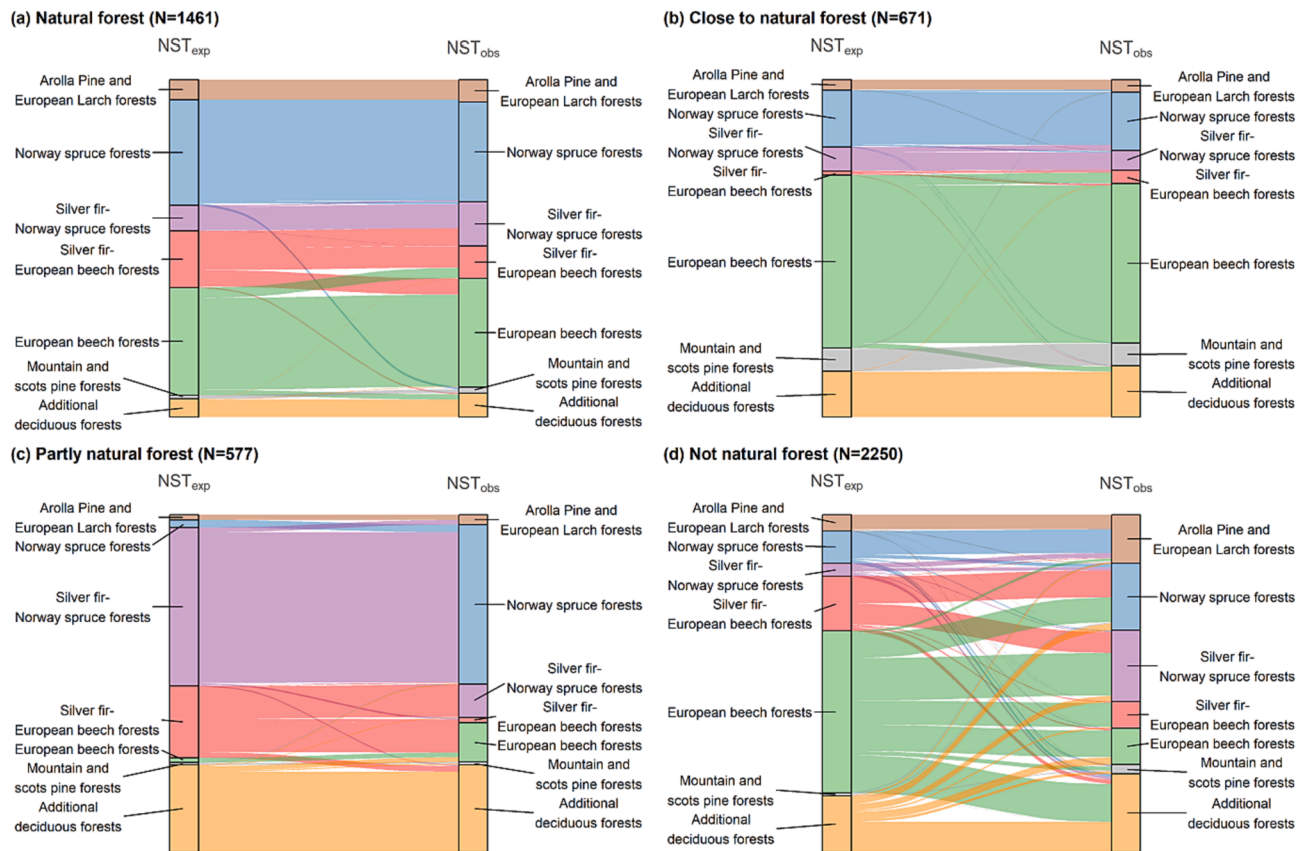 (a) Natural forest (N=1461)
NSTexp
NSTobs
Arolla Pine and
European Larch forests
Norway spruce forests
Silver fir-
Norway spruce forests
Silver fir-
European beech forests
European beech forests
Mountain and
scots pine forests
Additional
deciduous forests
Arolla Pine and
European Larch forests
Norway spruce forests
Silver fir-
Norway spruce forests
Silver fir-
European beech forests
European beech forests
Mountain and
scots pine forests
Additional
deciduous forests
(b) Close to natural forest (N=671)
NSTexp
NSTobs
Arolla Pine and
European Larch forests
Norway spruce forests
Silver fir-
Norway spruce forests
Silver fir-
European beech forests
European beech forests
Mountain and
scots pine forests
Additional
deciduous forests
Arolla Pine and
European Larch forests
Norway spruce forests
Silver fir-
Norway spruce forests
Silver fir-
European beech forests
European beech forests
Mountain and
scots pine forests
Additional
deciduous forests
(c) Partly natural forest (N=577)
NSTexp
NSTobs
Arolla Pine and
European Larch forests
Norway spruce forests
Silver fir-
Norway spruce forests
Silver fir-
European beech forests
European beech forests
Mountain and
scots pine forests
Additional
deciduous forests
Arolla Pine and
European Larch forests
Norway spruce forests
Silver fir-
Norway spruce forests
Silver fir-
European beech forests
European beech forests
Mountain and
scots pine forests
Additional
deciduous forests
(d) Not natural forest (N=2250)
NSTexp
NSTobs
Arolla Pine and
European Larch forests
Norway spruce forests
Silver fir-
Norway spruce forests
Silver fir-
European beech forests
European beech forests
Mountain and
scots pine forests
Additional
deciduous forests
Arolla Pine and
European Larch forests
Norway spruce forests
Silver fir-
Norway spruce forests
Silver fir-
European beech forests
European beech forests
Mountain and
scots pine forests
Additional
deciduous forests